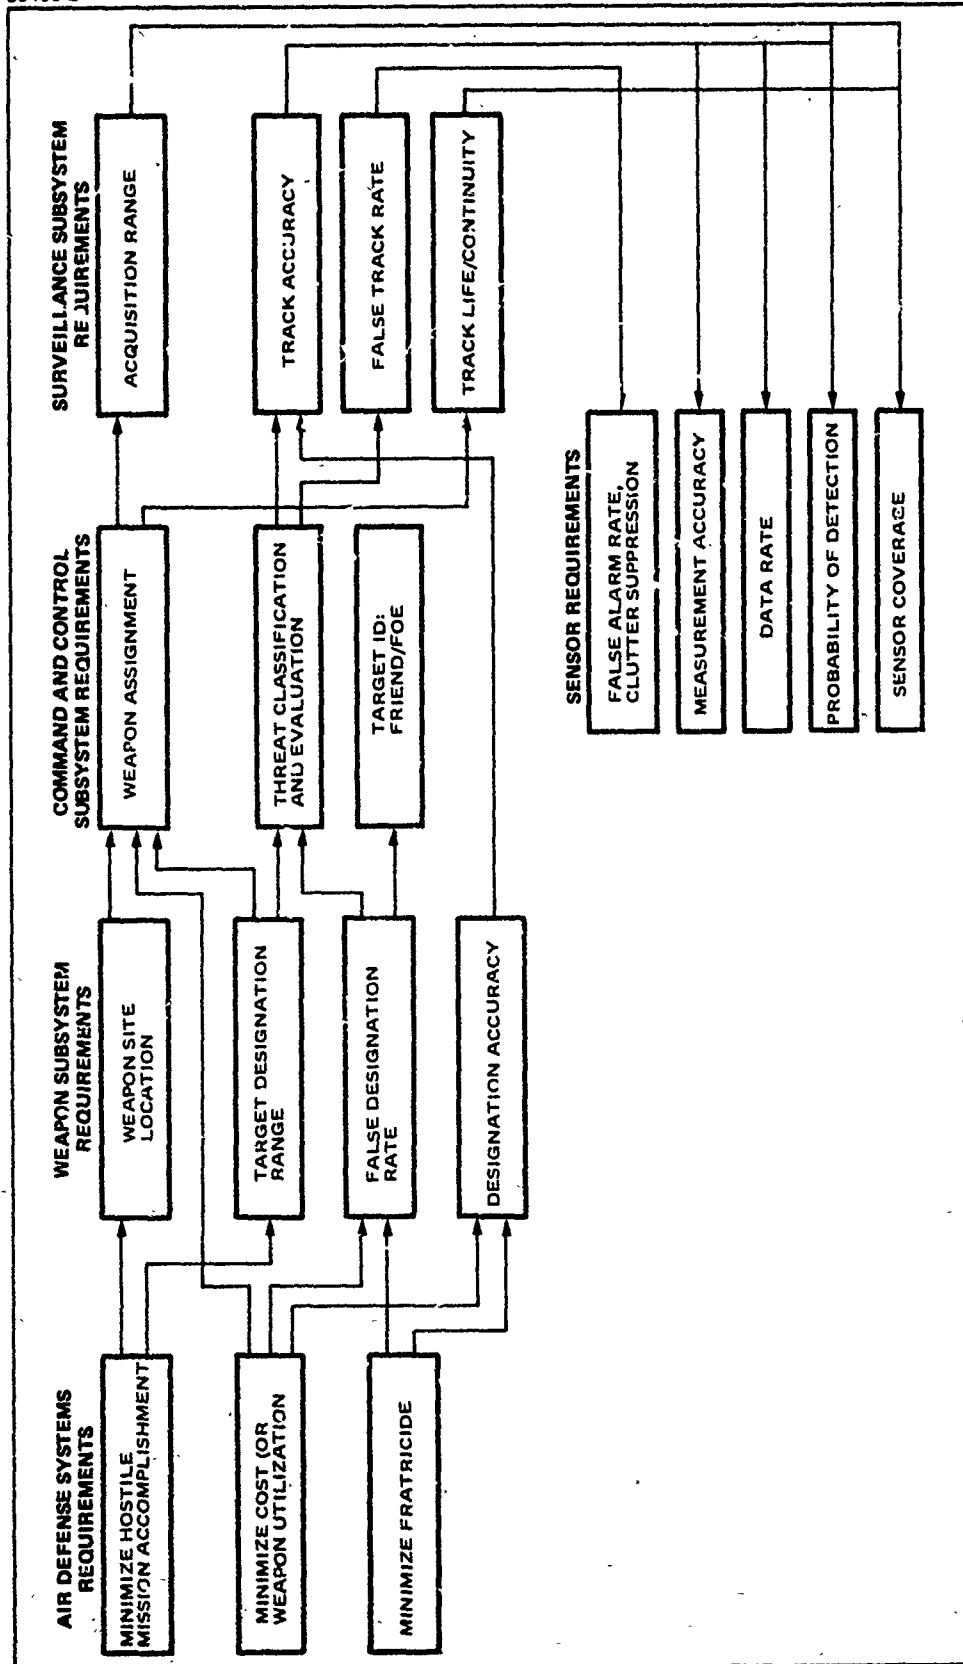 AIR DEFENSE SYSTEMS
REQUIREMENTS
MINIMIZE HOSTILE
MISSION ACCOMPLISHMENT
MINIMIZE COST (OR
WEAPON UTILIZATION
MINIMIZE FRATRICIDE
WEAPON SUBSYSTEM
REQUIREMENTS
WEAPON SITE
LOCATION
TARGET DESIGNATION
RANGE
FALSE DESIGNATION
RATE
DESIGNATION ACCURACY
COMMAND AND CONTROL
SUBSYSTEM REQUIREMENTS
WEAPON ASSIGNMENT
THREAT CLASSIFICATION
AND EVALUATION
TARGET ID:
FRIEND/FOE
SURVEILLANCE SUBSYSTEM
REQUIREMENTS
ACQUISITION RANGE
TRACK ACCURACY
FALSE TRACK RATE
TRACK LIFE/CONTINUITY
SENSOR REQUIREMENTS
FALSE ALARM RATE,
CLUTTER SUPPRESSION
MEASUREMENT ACCURACY
DATA RATE
PROBABILITY OF DETECTION
SENSOR COVERAGE